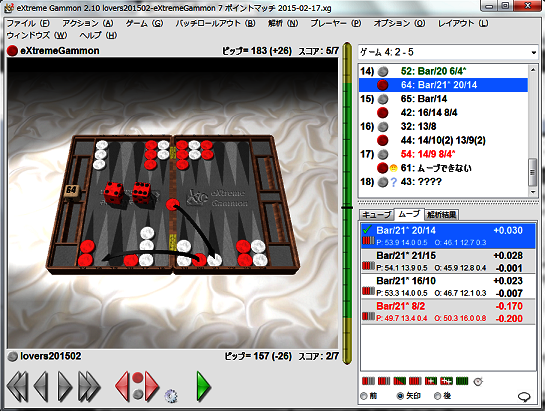 eXtreme Gammon 2.10 lovers201502-eXtremeGammon 7 ポイントマッチ 2015-02-17.xg
ファイル (F) アクション (A) ゲーム (G) バッチロールアウト (B) 解析 (N) プレーヤー (P) オプション (O) レイアウト (L)
ウィンドウズ (W) ヘルプ (H)
eXtremeGammon
ピップ= 183 (+26) スコア: 5/7
64
eXtreme Gammon
lovers201502
ピップ= 157 (-26) スコア: 2/7
ゲーム 4: 2 - 5
14) 52: Bar/20 6/4*
64: Bar/21* 20/14
15) 65: Bar/14
42: 16/14 8/4
16) 32: 13/8
44: 14/10(2) 13/9(2)
17) 54: 14/9 8/4*
61: ムーブできない
18) ? 43: ????
キューブ ムーブ 解析結果
Bar/21* 20/14 +0.030
P: 53.9 14.0 0.5 O: 46.1 12.7 0.3
Bar/21* 21/15 +0.028
P: 54.1 13.9 0.5 O: 45.9 12.8 0.4 -0.001
Bar/21* 16/10 +0.023
P: 53.3 14.0 0.5 O: 46.7 12.1 0.3 -0.007
Bar/21* 8/2 -0.170
P: 49.7 13.4 0.4 O: 50.3 16.0 0.8 -0.200
前 矢印 後